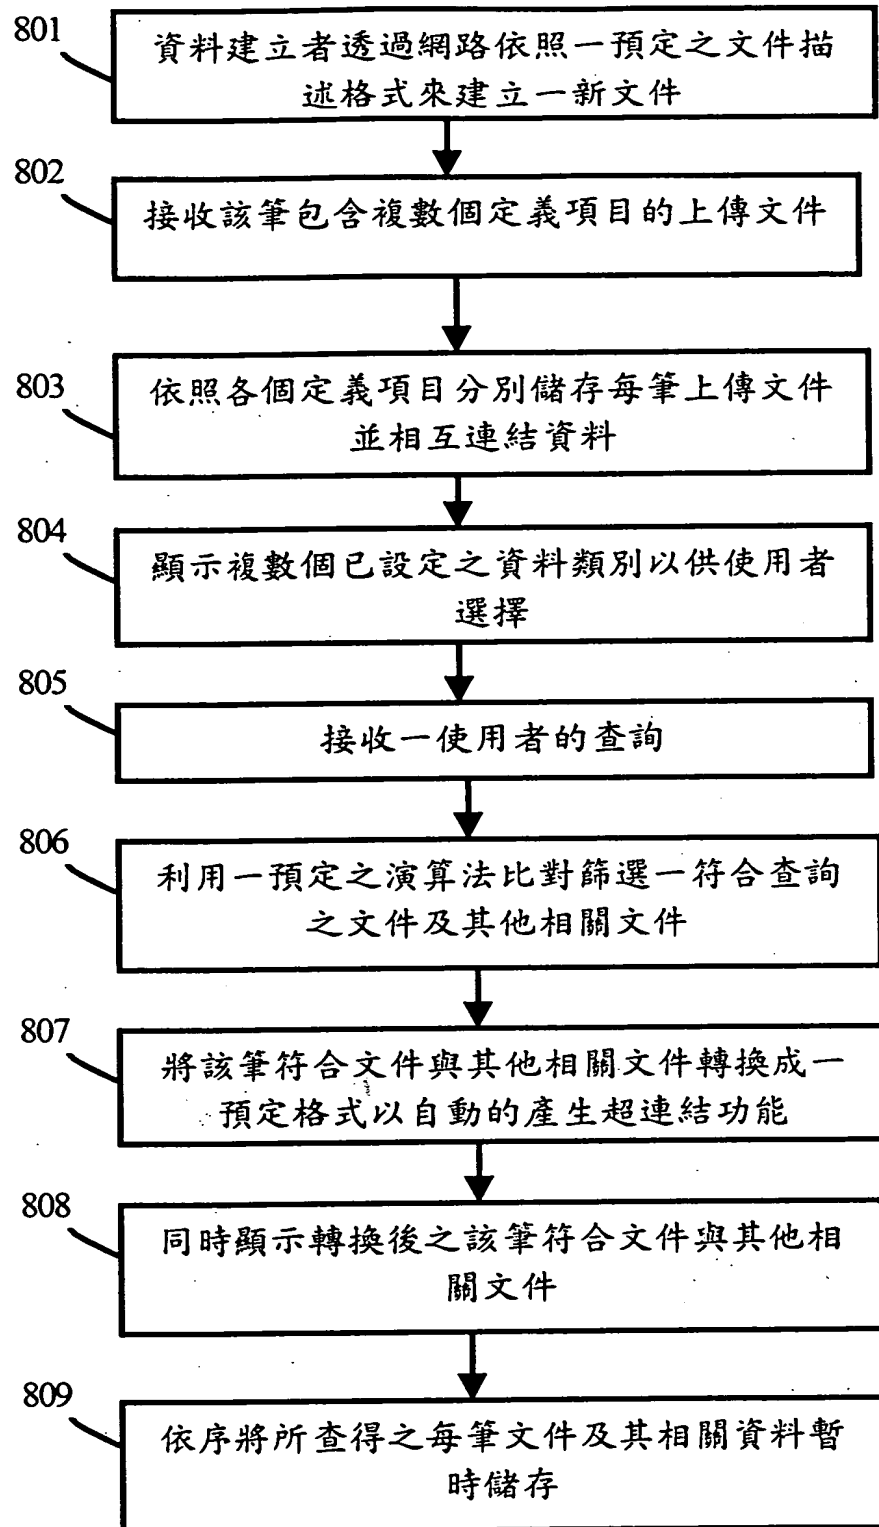 801
資料建立者透過網路依照一預定之文件描
述格式來建立一新文件
802
接收該筆包含複數個定義項目的上傳文件
803
依照各個定義項目分別儲存每筆上傳文件
並相互連結資料
804
顯示複數個已設定之資料類別以供使用者
選擇
805
接收一使用者的查詢
806
利用一預定之演算法比對篩選一符合查詢
之文件及其他相關文件
807
將該筆符合文件與其他相關文件轉換成一
預定格式以自動的產生超連結功能
808
同時顯示轉換後之該筆符合文件與其他相
關文件
809
依序將所查得之每筆文件及其相關資料暫
時儲存